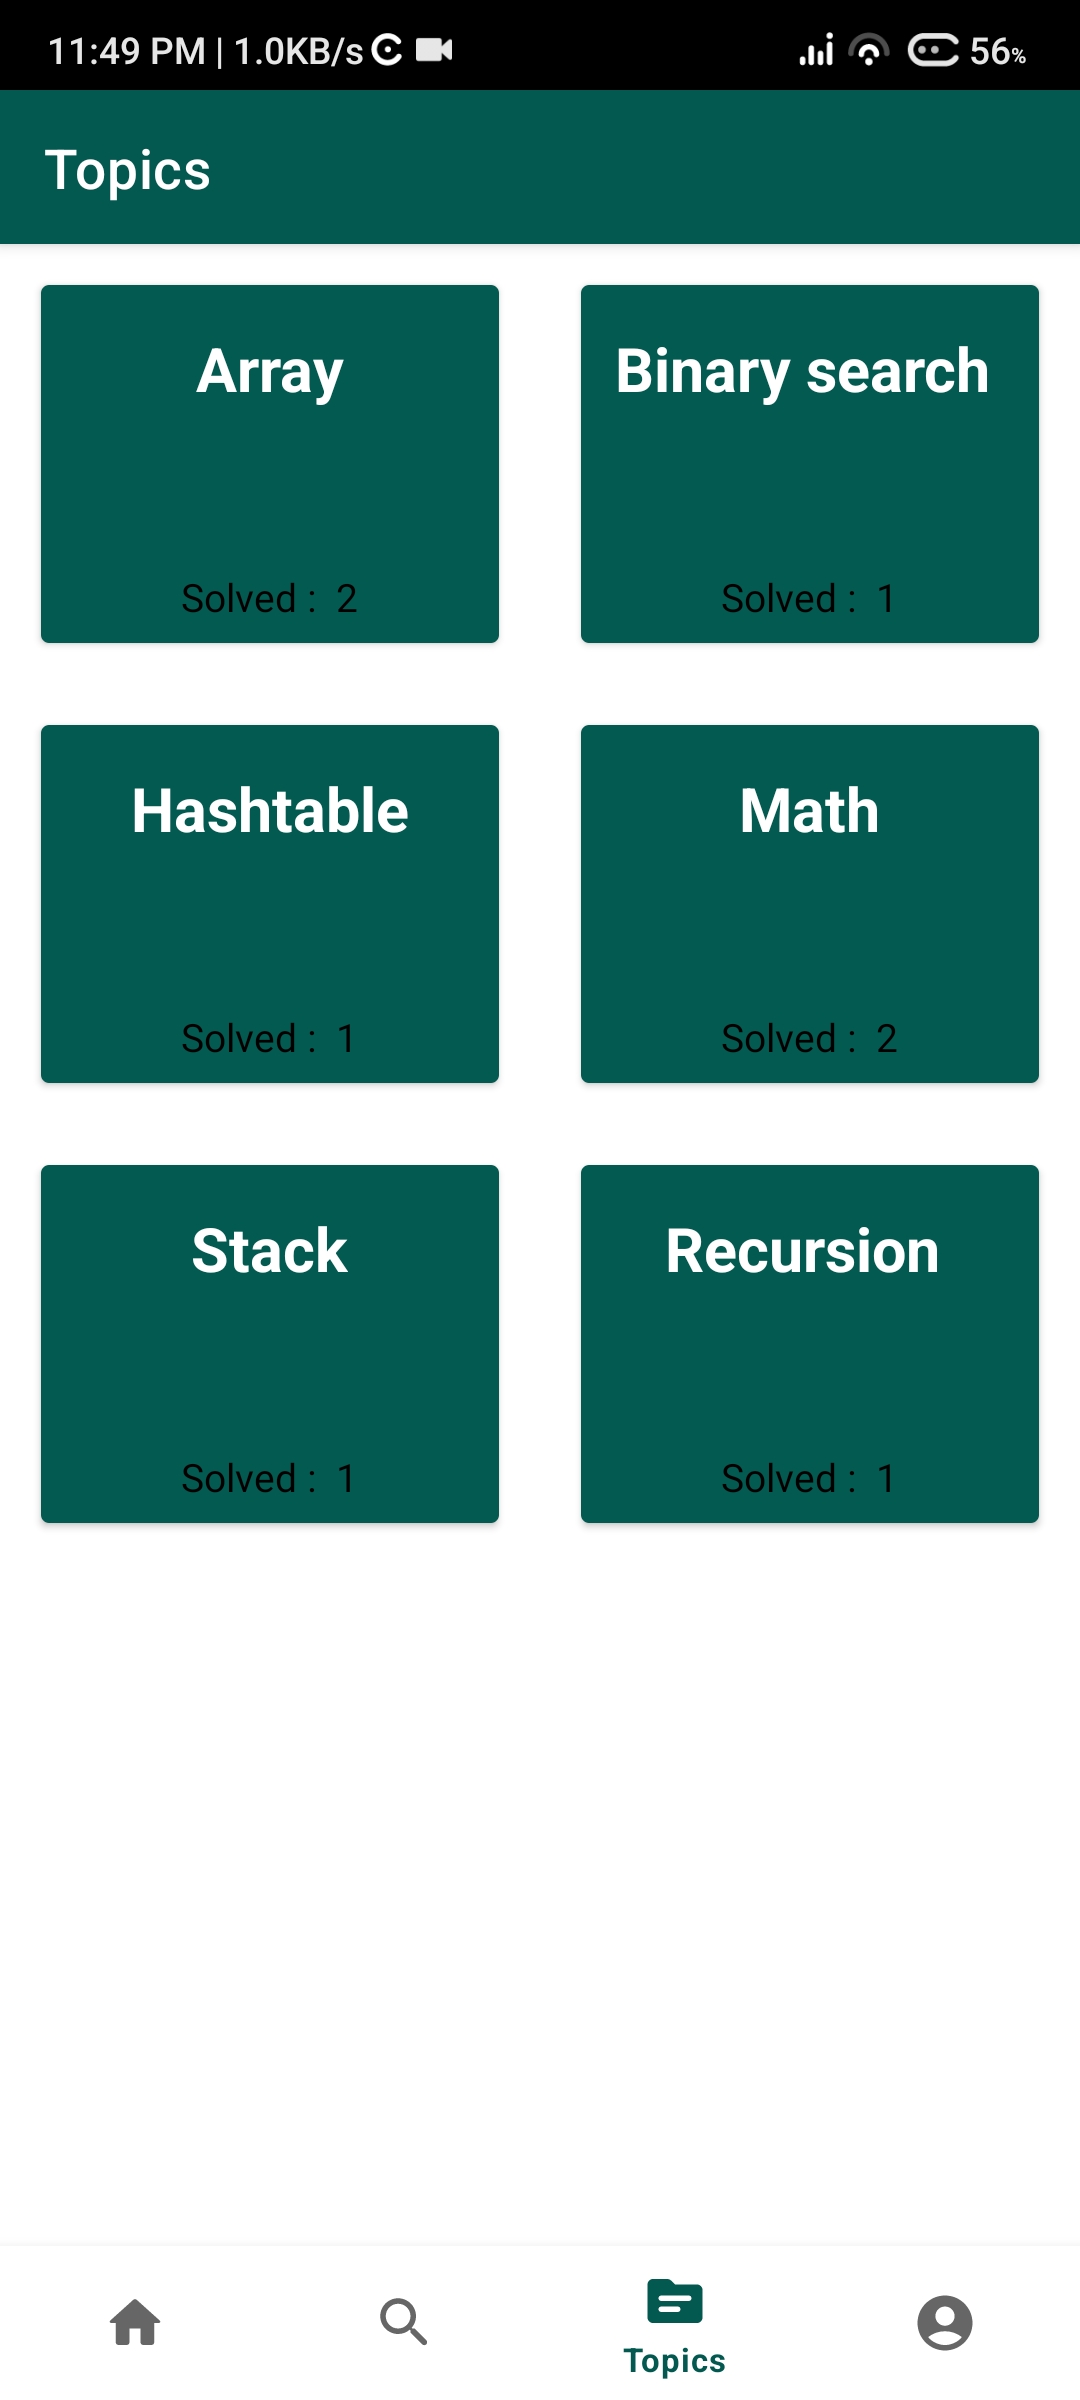 11:49 PM | 1.0KB/s 56%
Topics
Array
Binary search
Solved : 2
Solved : 1
Hashtable
Math
Solved : 1
Solved : 2
Stack
Recursion
Solved : 1
Solved : 1
Topics